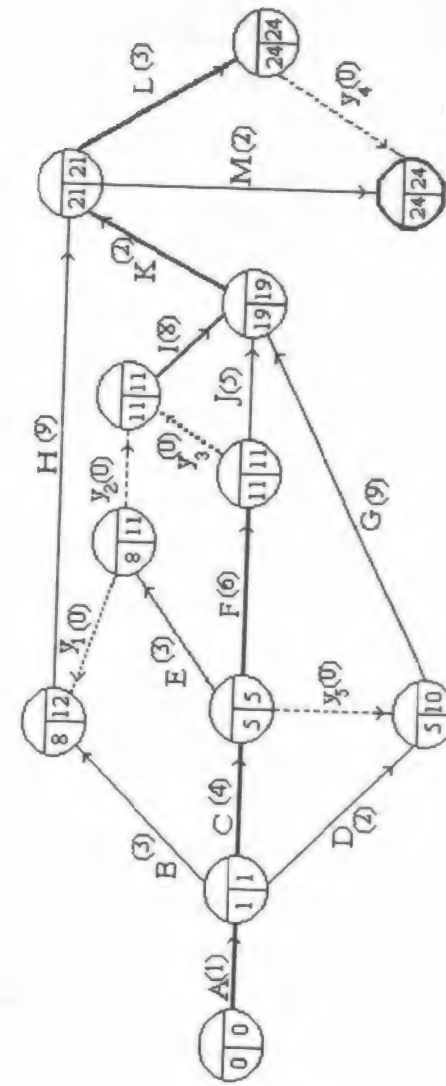 0 0
A(1)
1 1
B (3)
C (4)
D (2)
8 12
5 5
5 10
y₁(0)
E (3)
F (6)
y₅(0)
8 11
y₂(0)
11 11
y₃(0)
11 11
H (9)
I (8)
J (5)
G (9)
19 19
K (2)
21 21
L (3)
M (2)
24 24
y₄(0)
24 24